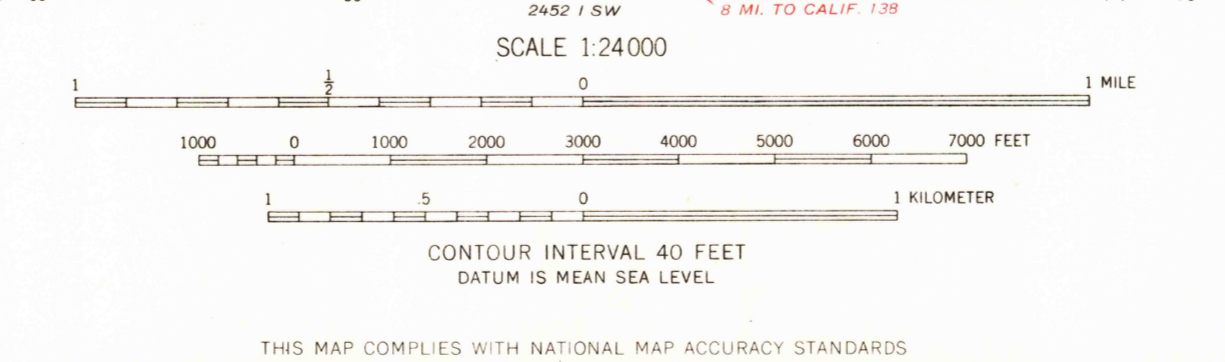 2452 I SW
8 MI. TO CALIF. 138
SCALE 1:24000
1 1/2 0 1 MILE
1000 0 1000 2000 3000 4000 5000 6000 7000 FEET
1 .5 0 1 KILOMETER
CONTOUR INTERVAL 40 FEET
DATUM IS MEAN SEA LEVEL
THIS MAP COMPLIES WITH NATIONAL MAP ACCURACY STANDARDS